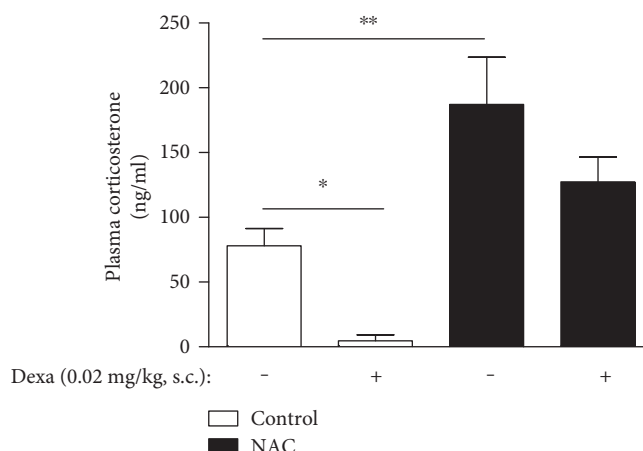 250
**
200
150
*
100
50
0
Plasma corticosterone
(ng/ml)
Dexa (0.02 mg/kg, s.c.): - + - +
Control
NAC